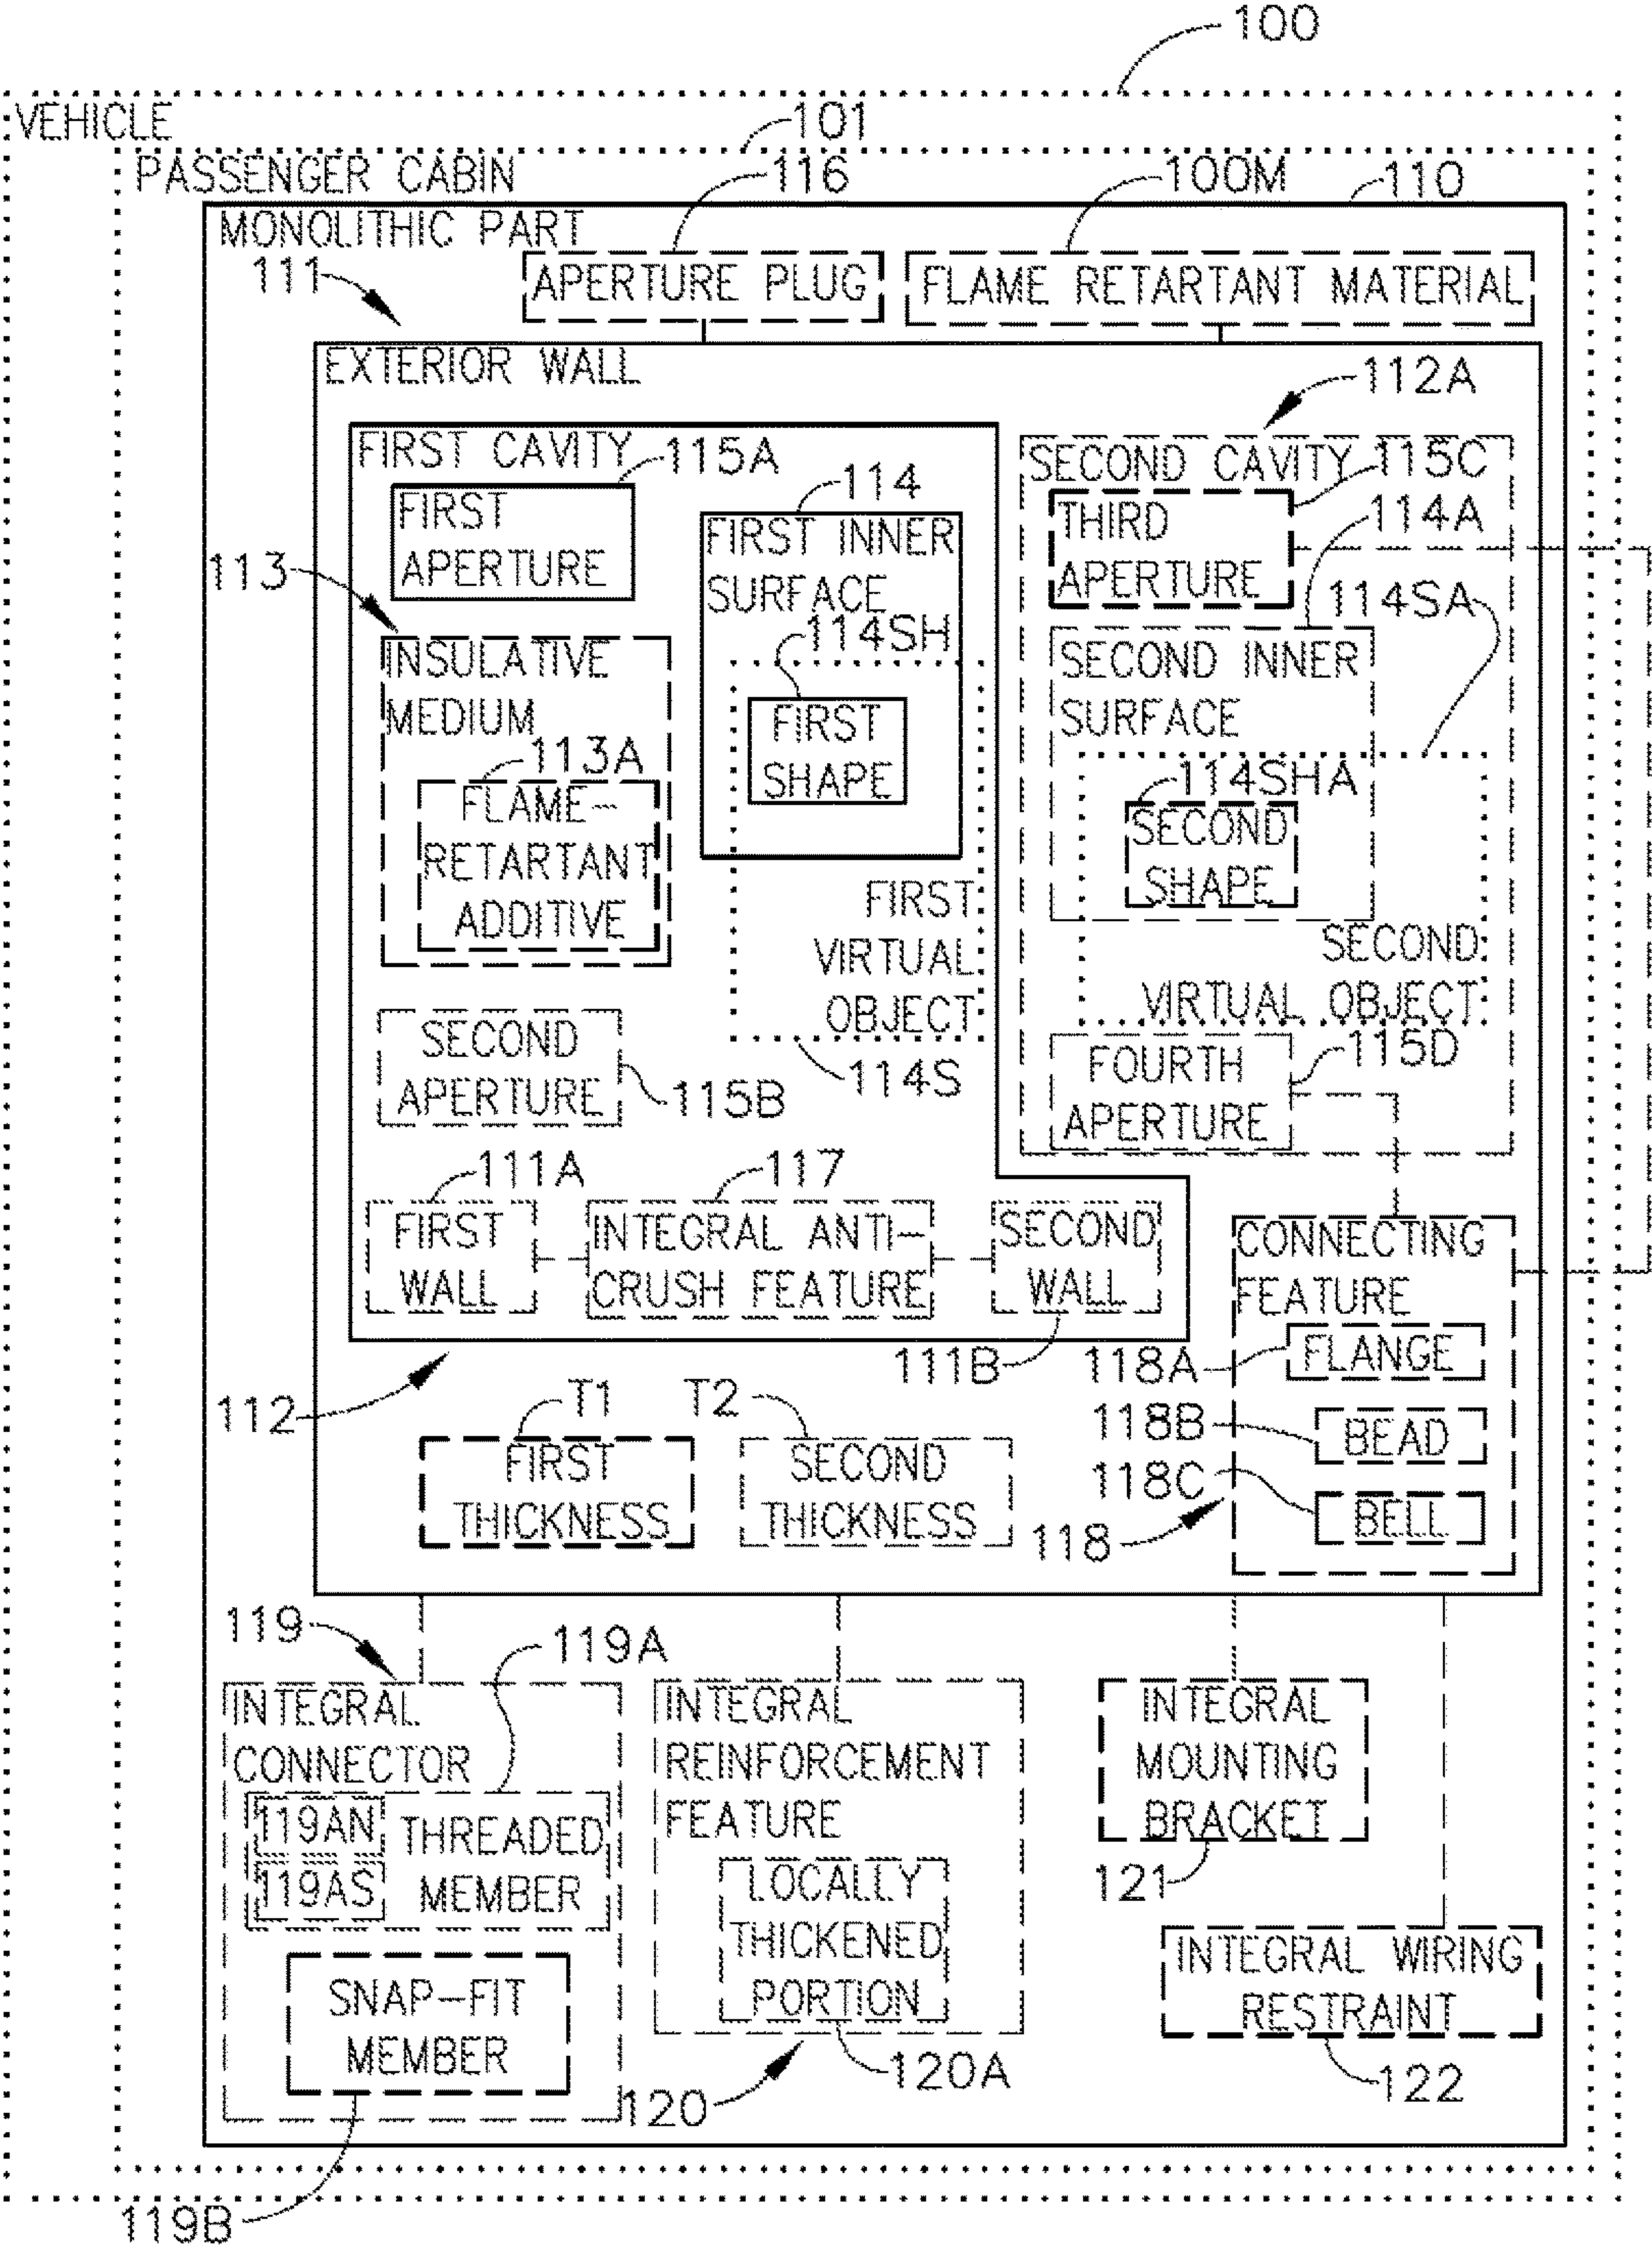 100
VEHICLE
101
PASSENGER CABIN
116
100M
110
MONOLITHIC PART
111
APERTURE PLUG
FLAME RETARTANT MATERIAL
EXTERIOR WALL
112A
FIRST CAVITY
115A
114
SECOND CAVITY
115C
FIRST
APERTURE
FIRST INNER
SURFACE
THIRD
APERTURE
114A
113
114SH
114SA
INSULATIVE
MEDIUM
FIRST
SHAPE
SECOND INNER
SURFACE
113A
114SHA
FLAME-
RETARTANT
ADDITIVE
SECOND
SHAPE
FIRST
VIRTUAL
OBJECT
SECOND
VIRTUAL OBJECT
SECOND
APERTURE
115B
114S
FOURTH
APERTURE
115D
111A
117
FIRST
WALL
INTEGRAL ANTI-
CRUSH FEATURE
SECOND
WALL
CONNECTING
FEATURE
111B
118A
FLANGE
112
T1
T2
118B
BEAD
FIRST
THICKNESS
SECOND
THICKNESS
118C
BELL
118
119
119A
INTEGRAL
CONNECTOR
119AN
119AS
THREADED
MEMBER
SNAP-FIT
MEMBER
INTEGRAL
REINFORCEMENT
FEATURE
LOCALLY
THICKENED
PORTION
INTEGRAL
MOUNTING
BRACKET
121
INTEGRAL WIRING
RESTRAINT
120
120A
122
119B